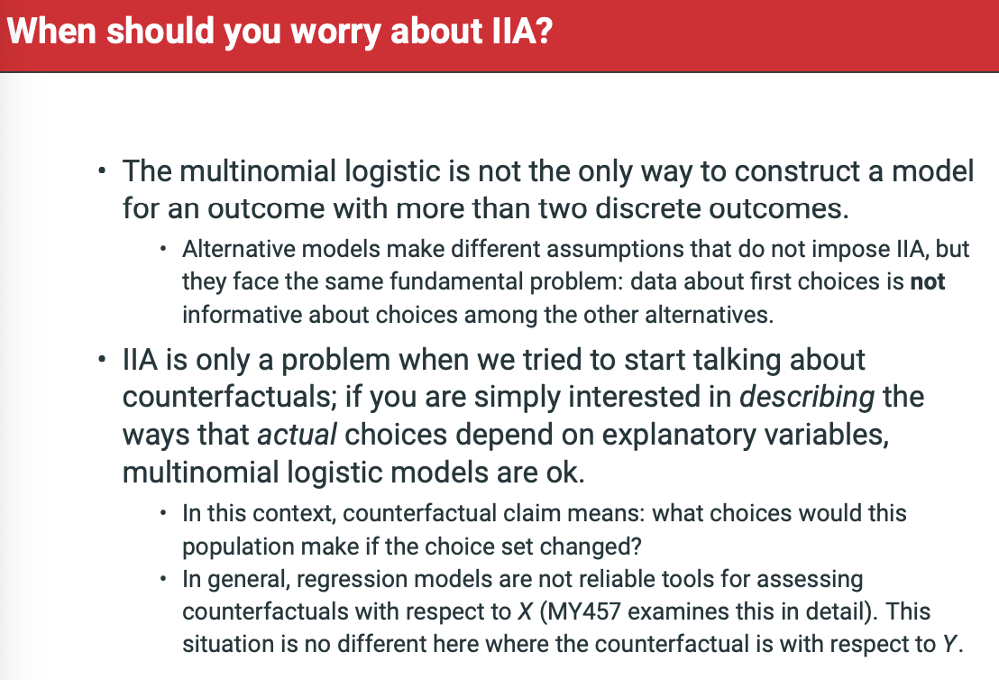 When should you worry about IIA?
• The multinomial logistic is not the only way to construct a model
for an outcome with more than two discrete outcomes.
• Alternative models make different assumptions that do not impose IIA, but
they face the same fundamental problem: data about first choices is not
informative about choices among the other alternatives.
• IIA is only a problem when we tried to start talking about
counterfactuals; if you are simply interested in describing the
ways that actual choices depend on explanatory variables,
multinomial logistic models are ok.
• In this context, counterfactual claim means: what choices would this
population make if the choice set changed?
• In general, regression models are not reliable tools for assessing
counterfactuals with respect to X (MY457 examines this in detail). This
situation is no different here where the counterfactual is with respect to Y.